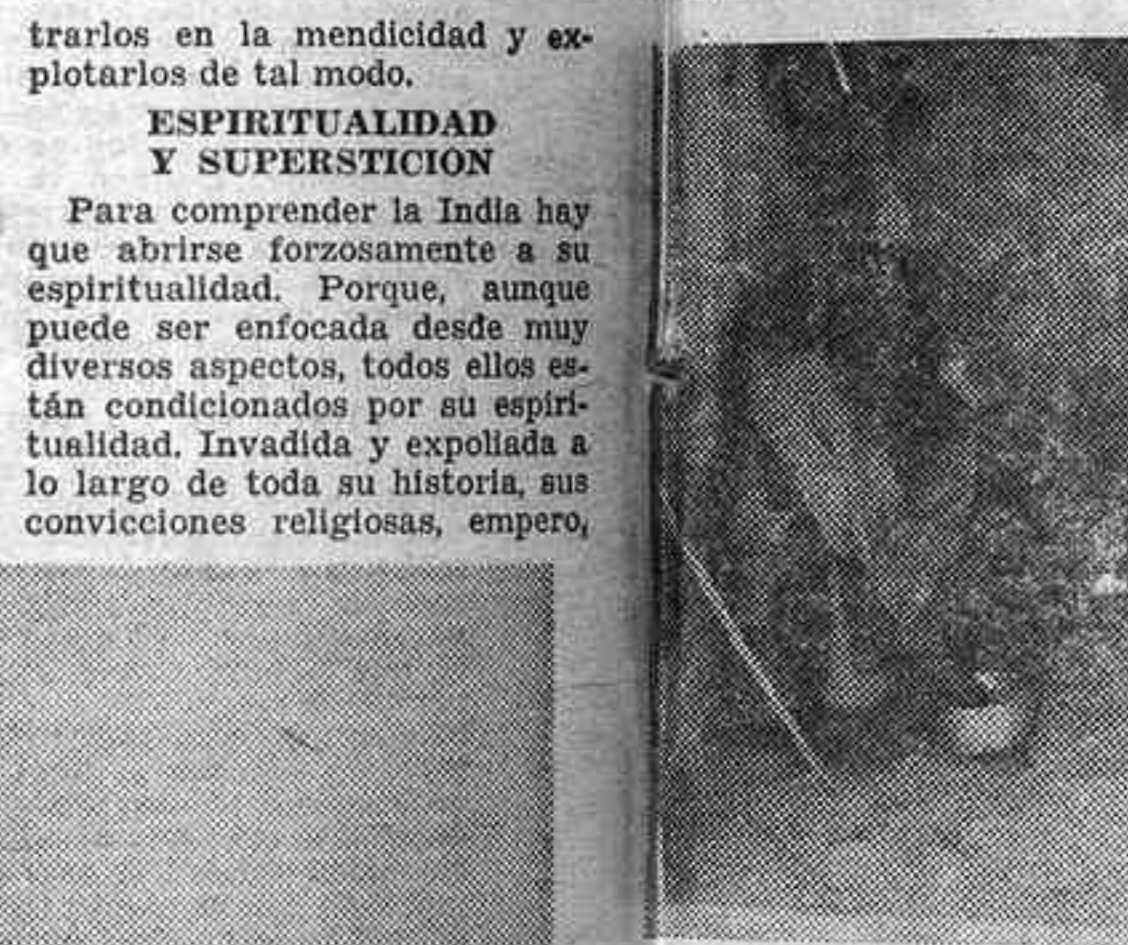 trarlos en la mendicidad y ex-
plotarlos de tal modo.
ESPIRITUALIDAD
Y SUPERSTICION
Para comprender la India hay
que abrirse forzosamente a su
espiritualidad. Porque, aunque
puede ser enfocada desde muy
diversos aspectos, todos ellos es-
tán condicionados por su espiri-
tualidad. Invadida y expoliada a
lo largo de toda su historia, sus
convicciones religiosas, empero,